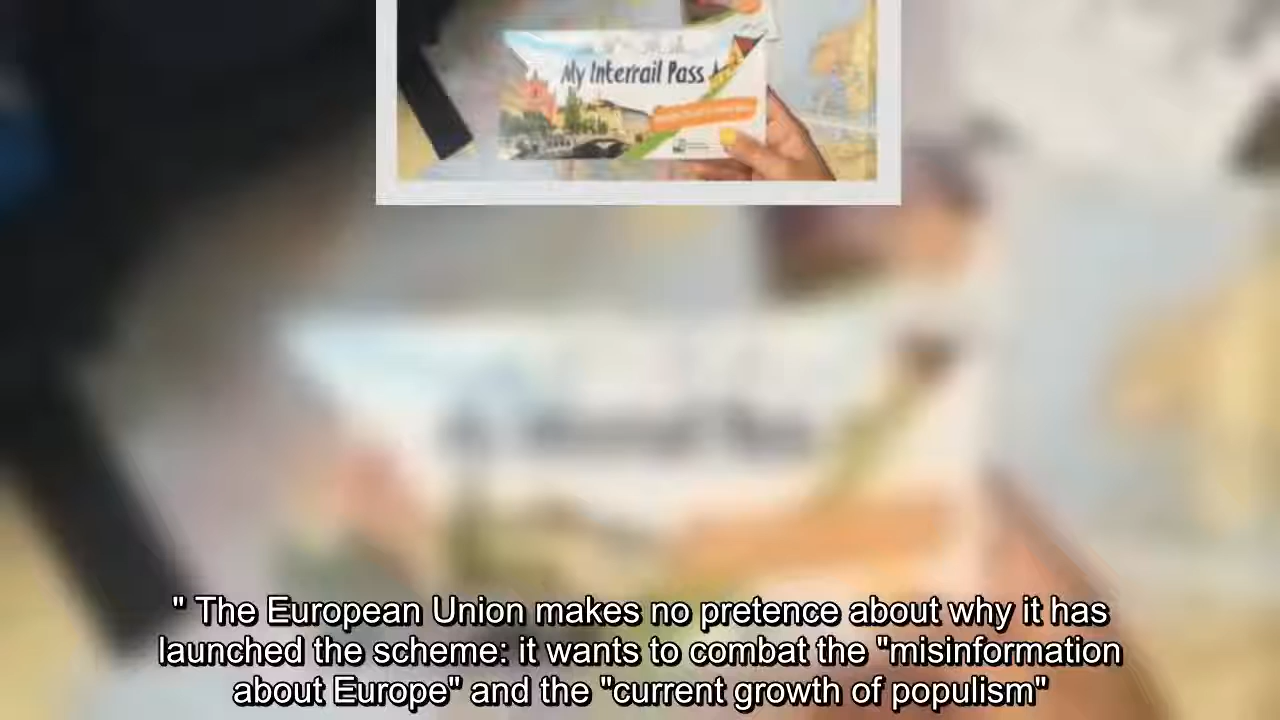 My Interrail Pass
" The European Union makes no pretence about why it has
launched the scheme: it wants to combat the "misinformation
about Europe" and the "current growth of populism"